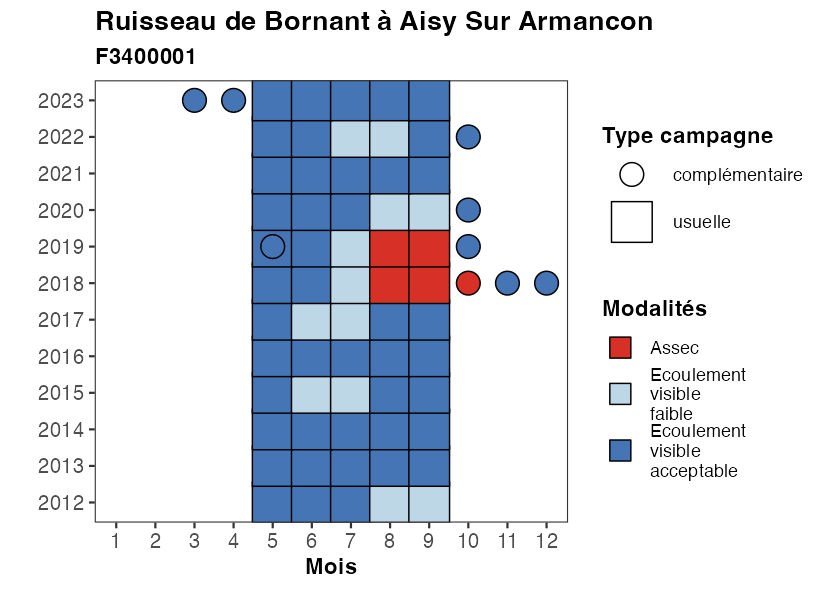 Ruisseau de Bornant à Aisy Sur Armancon
F3400001
2023
2022
2021
2020
2019
2018
2017
2016
2015
2014
2013
2012
1 2 3 4 5 6 7 8 9 10 11 12
Mois
Type campagne
complémentaire
usuelle
Modalités
Assec
Ecoulement
visible
faible
Ecoulement
visible
acceptable